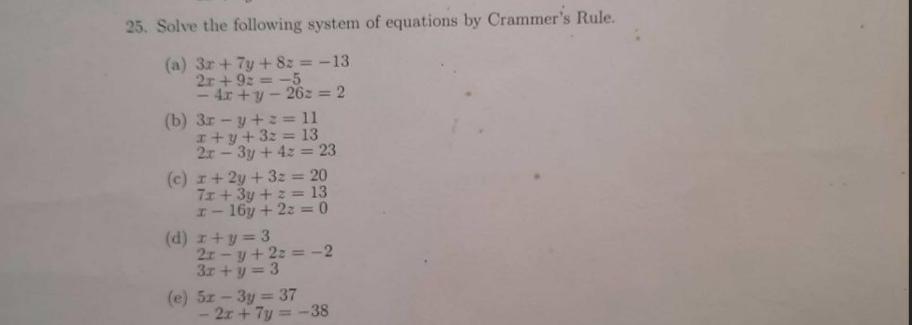 25. Solve the following system of equations by Crammer's Rule.
(a) 3x + 7y + 8z = −13
2x + 9z = −5
− 4x + y − 26z = 2
(b) 3x − y + z = 11
x + y + 3z = 13
2x − 3y + 4z = 23
(c) x + 2y + 3z = 20
7x + 3y + z = 13
x − 16y + 2z = 0
(d) x + y = 3
2x − y + 2z = −2
3x + y = 3
(e) 5x − 3y = 37
− 2x + 7y = −38